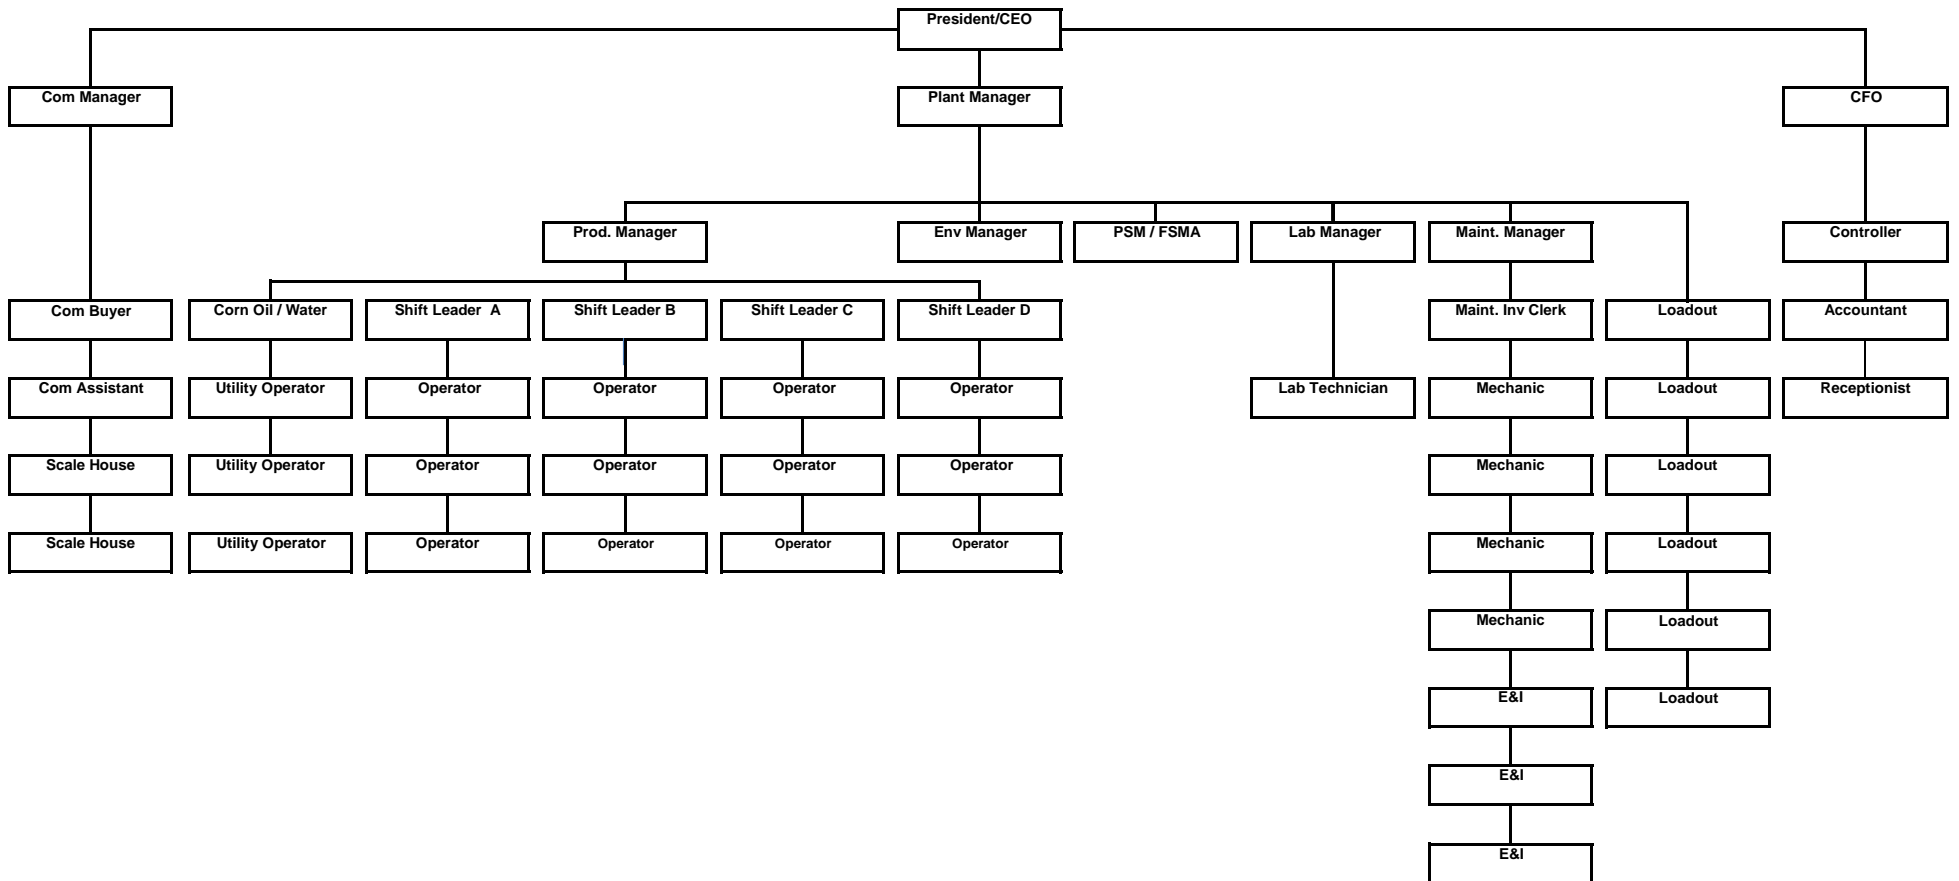 President/CEO
Com Manager
Plant Manager
CFO
Prod. Manager
Env Manager
PSM / FSMA
Lab Manager
Maint. Manager
Controller
Com Buyer
Corn Oil / Water
Shift Leader  A
Shift Leader B
Shift Leader C
Shift Leader D
Maint. Inv Clerk
Loadout
Accountant
Com Assistant
Utility Operator
Operator
Operator
Operator
Operator
Lab Technician
Mechanic
Loadout
Receptionist
Scale House
Utility Operator
Operator
Operator
Operator
Operator
Mechanic
Loadout
Scale House
Utility Operator
Operator
Operator
Operator
Operator
Mechanic
Loadout
Mechanic
Loadout
E&I
Loadout
E&I
E&I